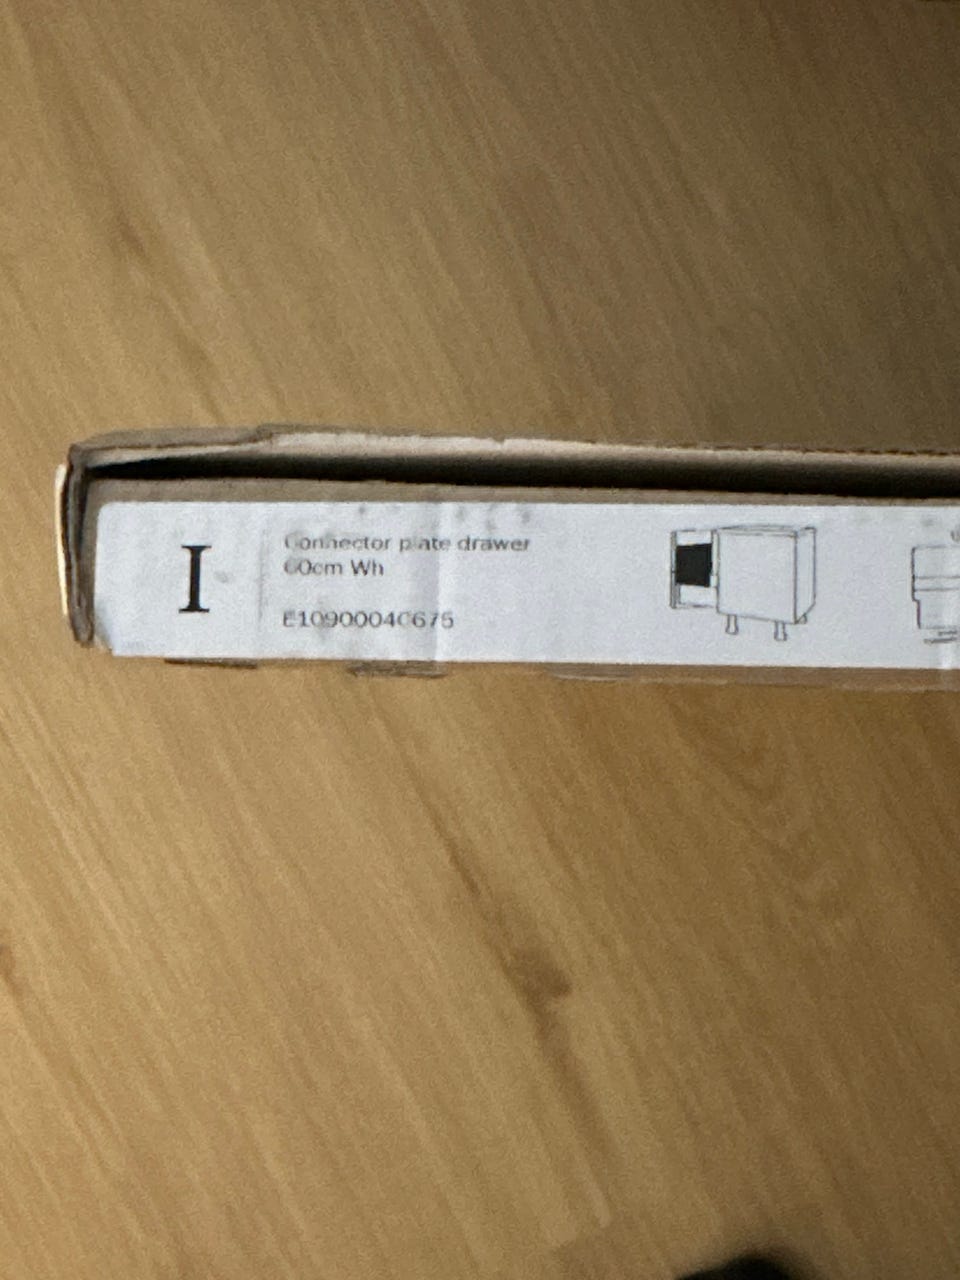 I
Connector plate drawer
60cm Wh
E10900040675